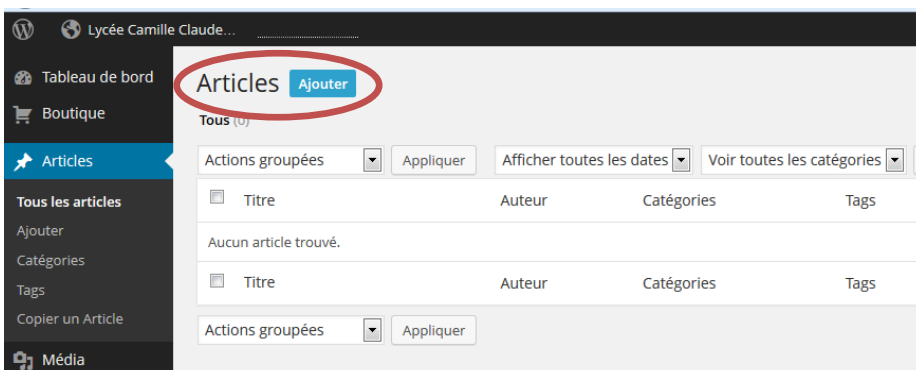 Lycée Camille Claude...
Tableau de bord
Boutique
Articles
Tous les articles
Ajouter
Catégories
Tags
Copier un Article
Média
Articles Ajouter
Tous (0)
Actions groupées Appliquer Afficher toutes les dates Voir toutes les catégories
Titre Auteur Catégories Tags
Aucun article trouvé.
Titre Auteur Catégories Tags
Actions groupées Appliquer